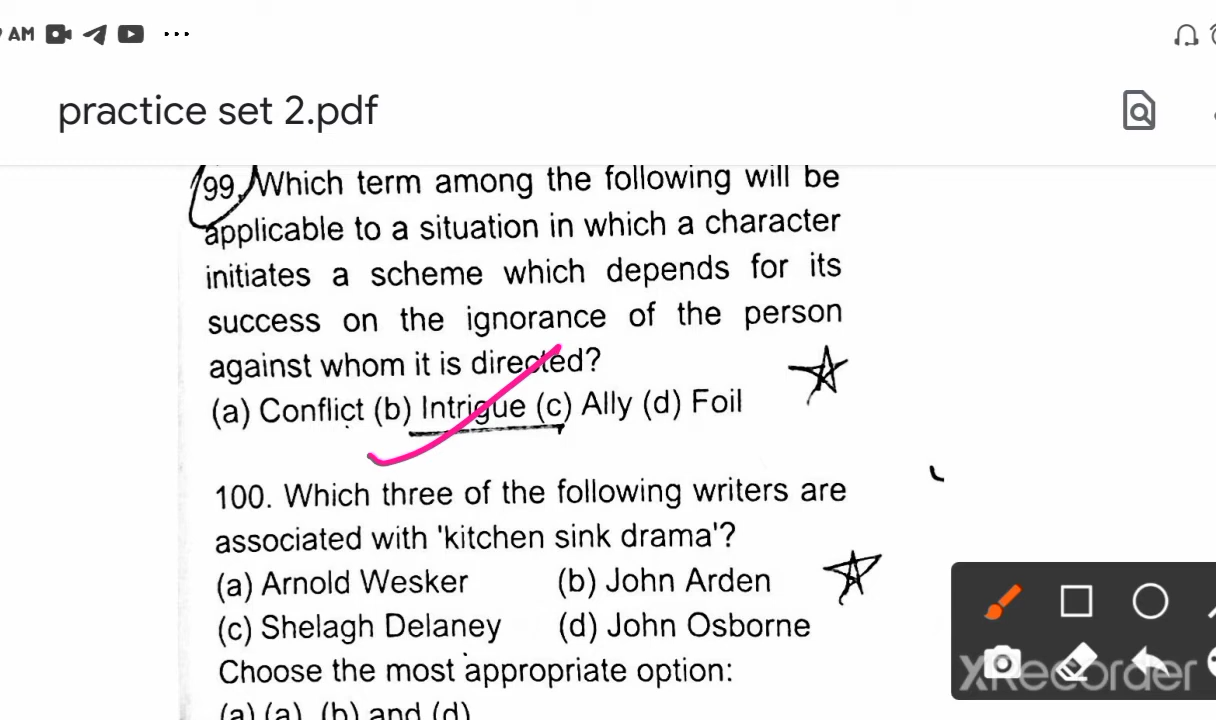 AM
practice set 2.pdf
99. Which term among the following will be
applicable to a situation in which a character
initiates a scheme which depends for its
success on the ignorance of the person
against whom it is directed?
(a) Conflict (b) Intrigue (c) Ally (d) Foil
100. Which three of the following writers are
associated with 'kitchen sink drama'?
(a) Arnold Wesker (b) John Arden
(c) Shelagh Delaney (d) John Osborne
Choose the most appropriate option:
(a) (a), (b) and (d)
XRecorder